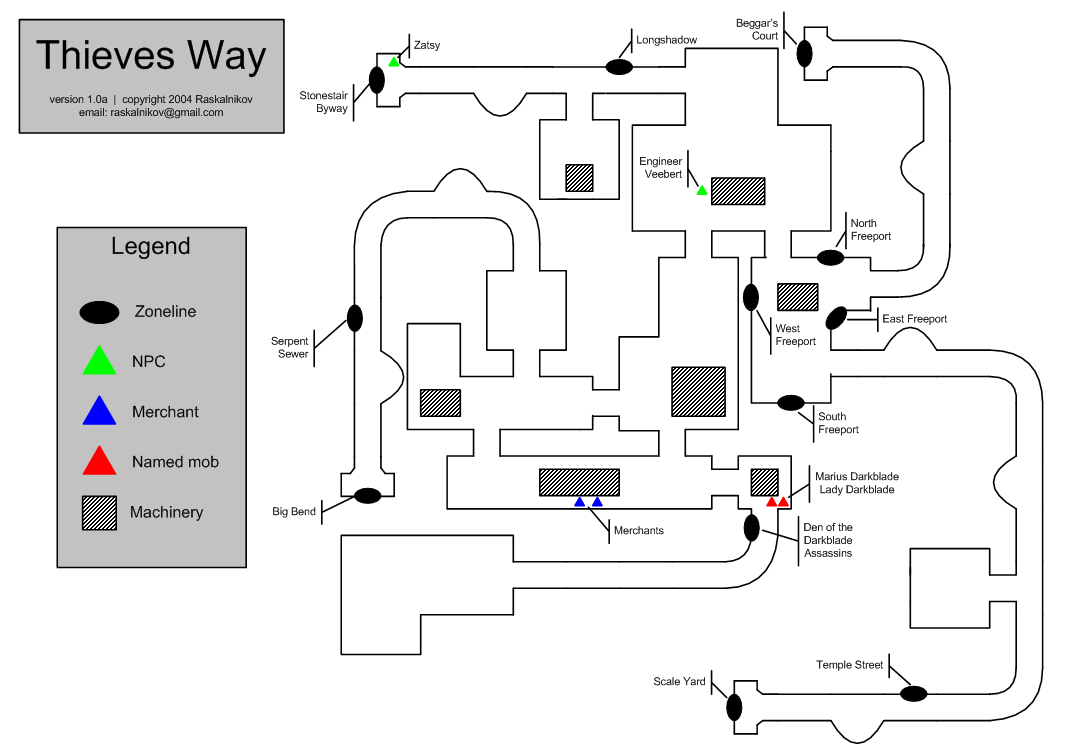 Thieves Way
version 1.0a | copyright 2004 Raskalnikov
email: raskalnikov@gmail.com
Legend
Zoneline
NPC
Merchant
Named mob
Machinery
Zatsy
Stonestair
Byway
Longshadow
Beggar's
Court
Engineer
Veebert
North
Freeport
West
Freeport
East Freeport
South
Freeport
Serpent
Sewer
Big Bend
Merchants
Marius Darkblade
Lady Darkblade
Den of the
Darkblade
Assassins
Temple Street
Scale Yard